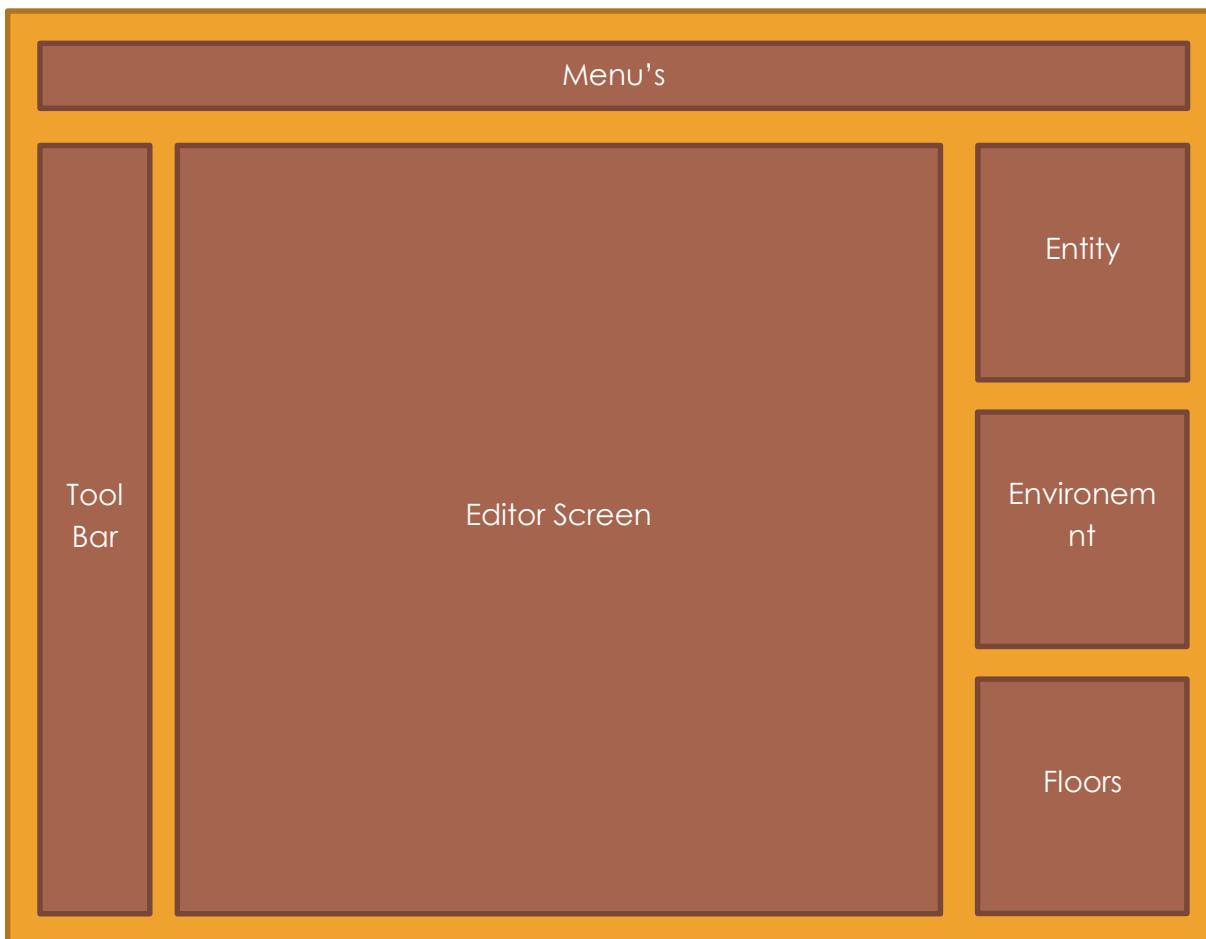 Menu’s
Tool
Bar
Editor Screen
Entity
Environem
nt
Floors